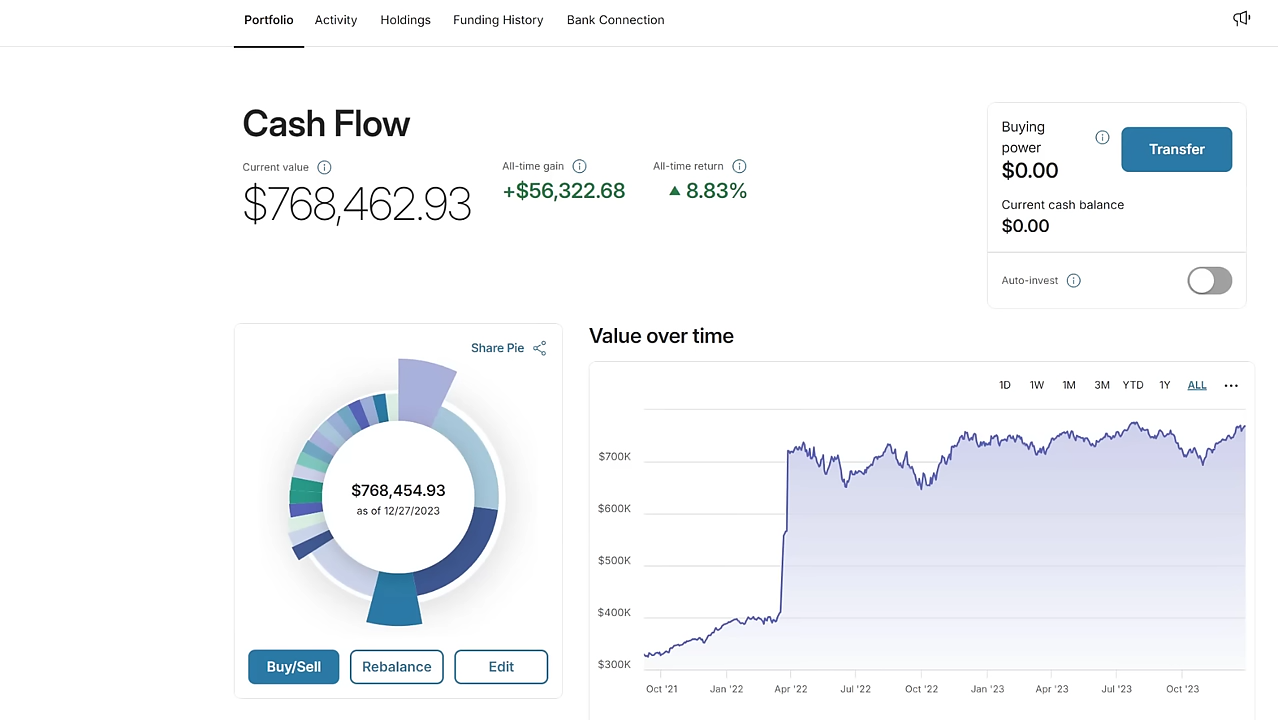 Portfolio Activity Holdings Funding History Bank Connection
Cash Flow
Current value
$768,462.93
All-time gain
+$56,322.68
All-time return
8.83%
Buying
power
$0.00
Transfer
Current cash balance
$0.00
Auto-invest
Share Pie
$768,454.93
as of 12/27/2023
Buy/Sell Rebalance Edit
Value over time
1D 1W 1M 3M YTD 1Y ALL
$700K
$600K
$500K
$400K
$300K
Oct '21 Jan '22 Apr '22 Jul '22 Oct '22 Jan '23 Apr '23 Jul '23 Oct '23